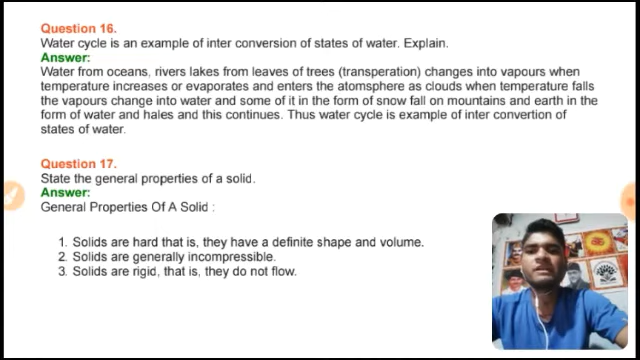 Question 16.
Water cycle is an example of inter conversion of states of water. Explain.
Answer:
Water from oceans, rivers lakes from leaves of trees (transperation) changes into vapours when
temperature increases or evaporates and enters the atomsphere as clouds when temperature falls
the vapours change into water and some of it in the form of snow fall on mountains and earth in the
form of water and hales and this continues. Thus water cycle is example of inter convertion of
states of water.
Question 17.
State the general properties of a solid.
Answer:
General Properties Of A Solid :
1. Solids are hard that is, they have a definite shape and volume.
2. Solids are generally incompressible.
3. Solids are rigid, that is, they do not flow.